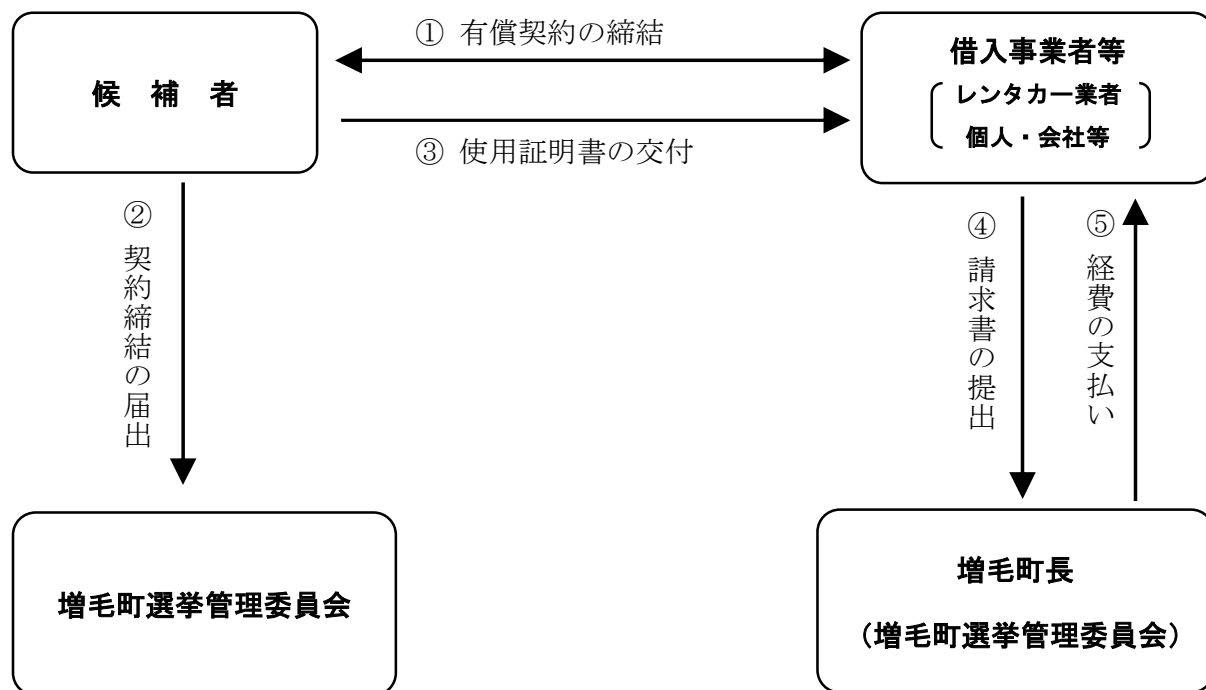 ① 有償契約の締結
候　補　者
借入事業者等
レンタカー業者
個人・会社等
③ 使用証明書の交付
② 契約締結の届出
④ 請求書の提出
⑤ 経費の支払い
増毛町選挙管理委員会
増毛町長
（増毛町選挙管理委員会）